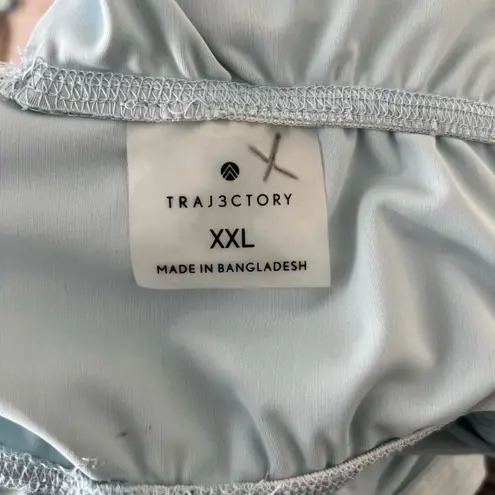 X
TRAJ3CTORY
XXL
MADE IN BANGLADESH